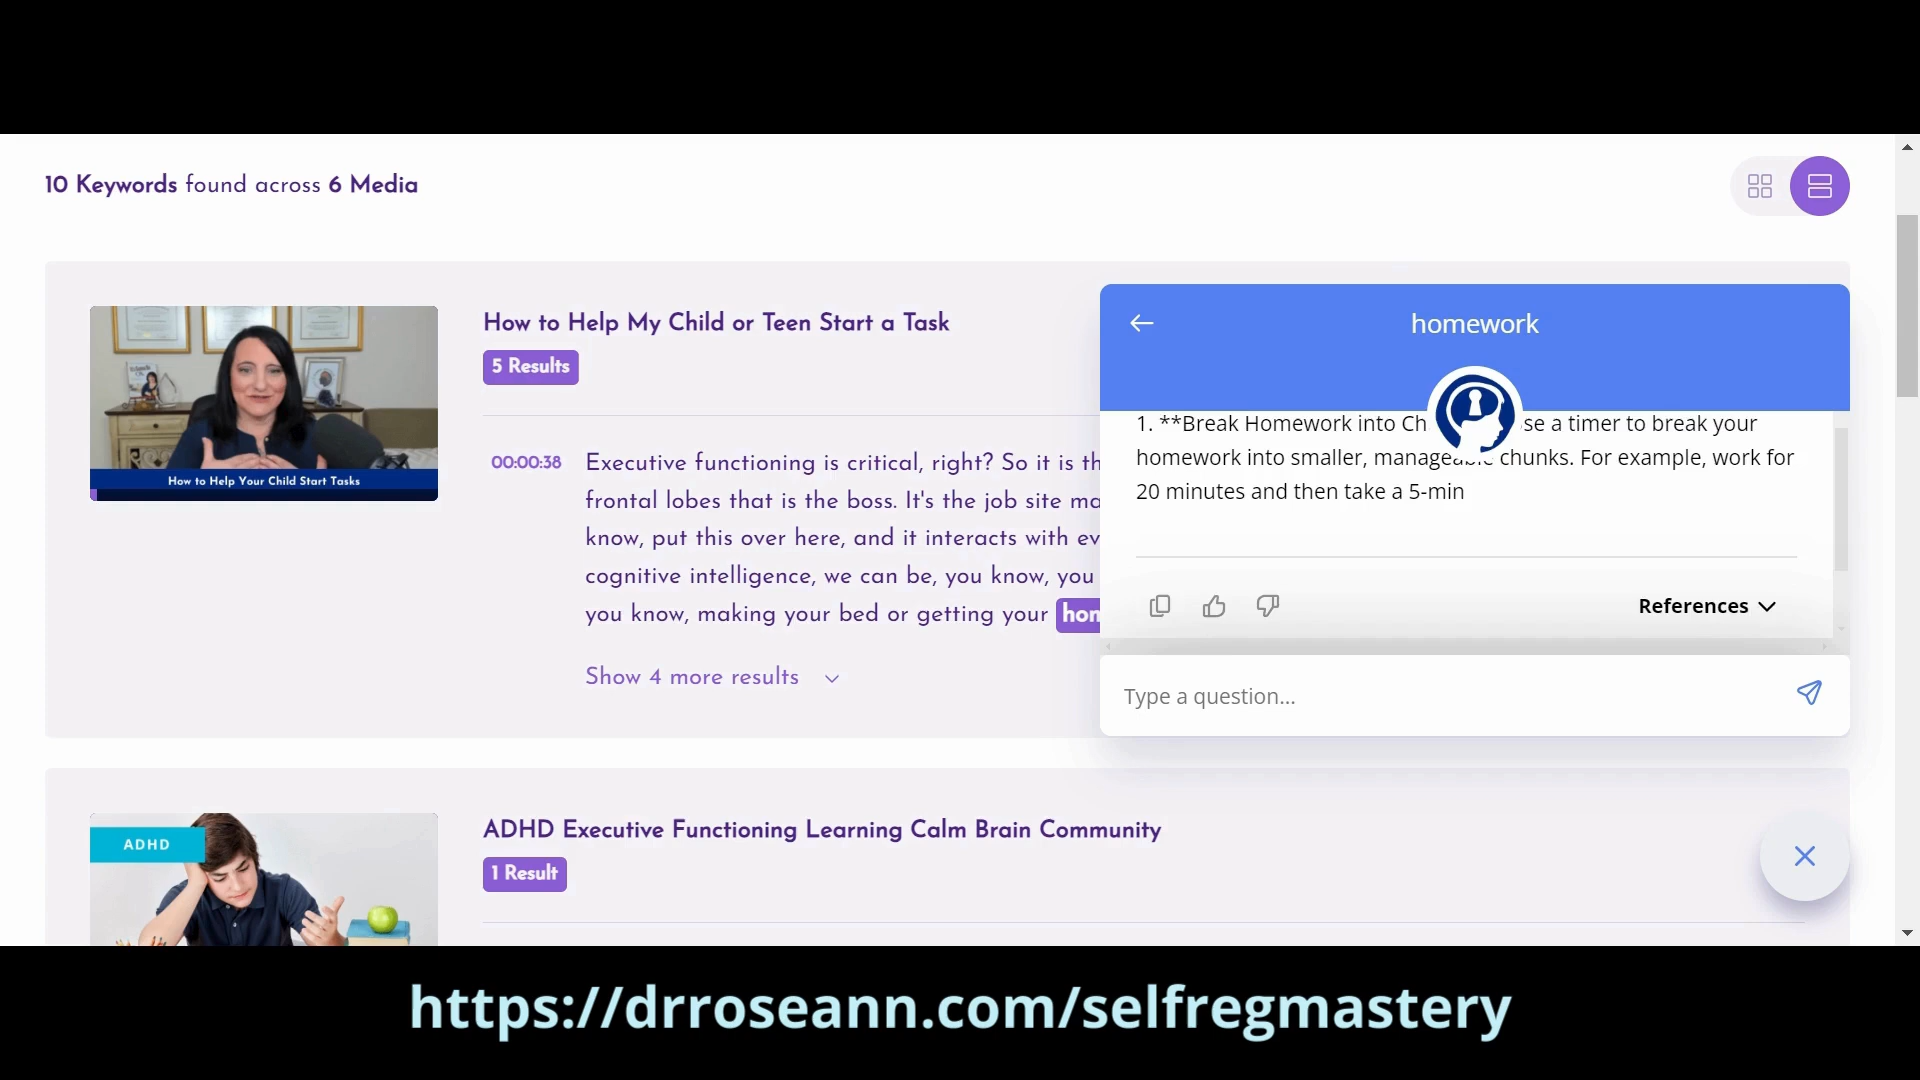 10 Keywords found across 6 Media
How to Help Your Child Start Tasks
How to Help My Child or Teen Start a Task
5 Results
00:00:38
Executive functioning is critical, right? So it is th
frontal lobes that is the boss. It's the job site ma
know, put this over here, and it interacts with ev
cognitive intelligence, we can be, you know, you
you know, making your bed or getting your hom
Show 4 more results
homework
1. **Break Homework into Ch se a timer to break your
homework into smaller, manageable chunks. For example, work for
20 minutes and then take a 5-min
References
Type a question...
ADHD
ADHD Executive Functioning Learning Calm Brain Community
1 Result
https://drroseann.com/selfregmastery